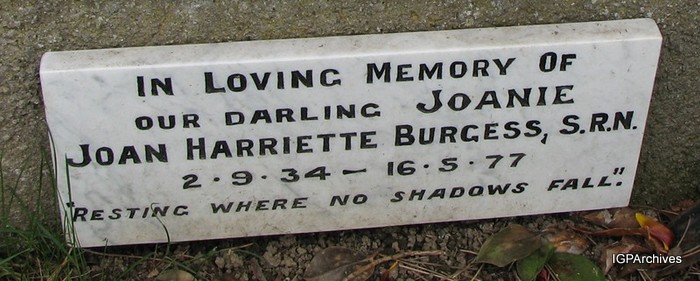 IN LOVING MEMORY OF
OUR DARLING JOANIE
JOAN HARRIETTE BURGESS, S.R.N.
2·9·34 – 16·5·77
"RESTING WHERE NO SHADOWS FALL".
IGPArchives